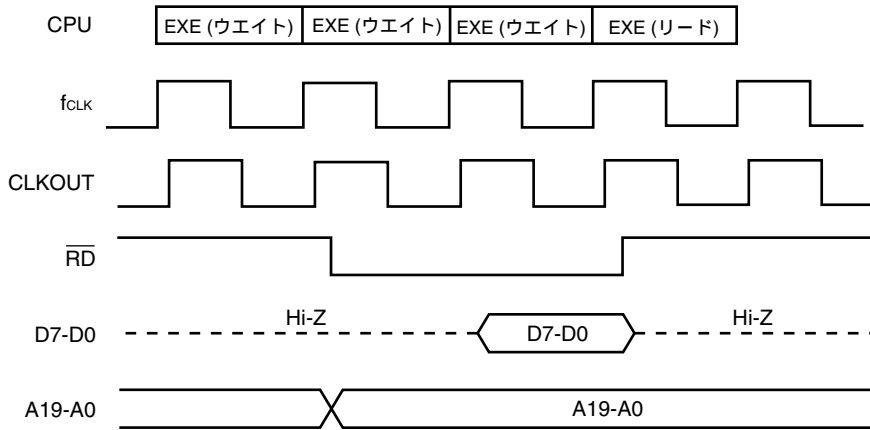 CPU EXE (ウエイト) EXE (ウエイト) EXE (ウエイト) EXE (リード)
fCLK
CLKOUT
RD
D7-D0 Hi-Z D7-D0 Hi-Z
A19-A0 A19-A0